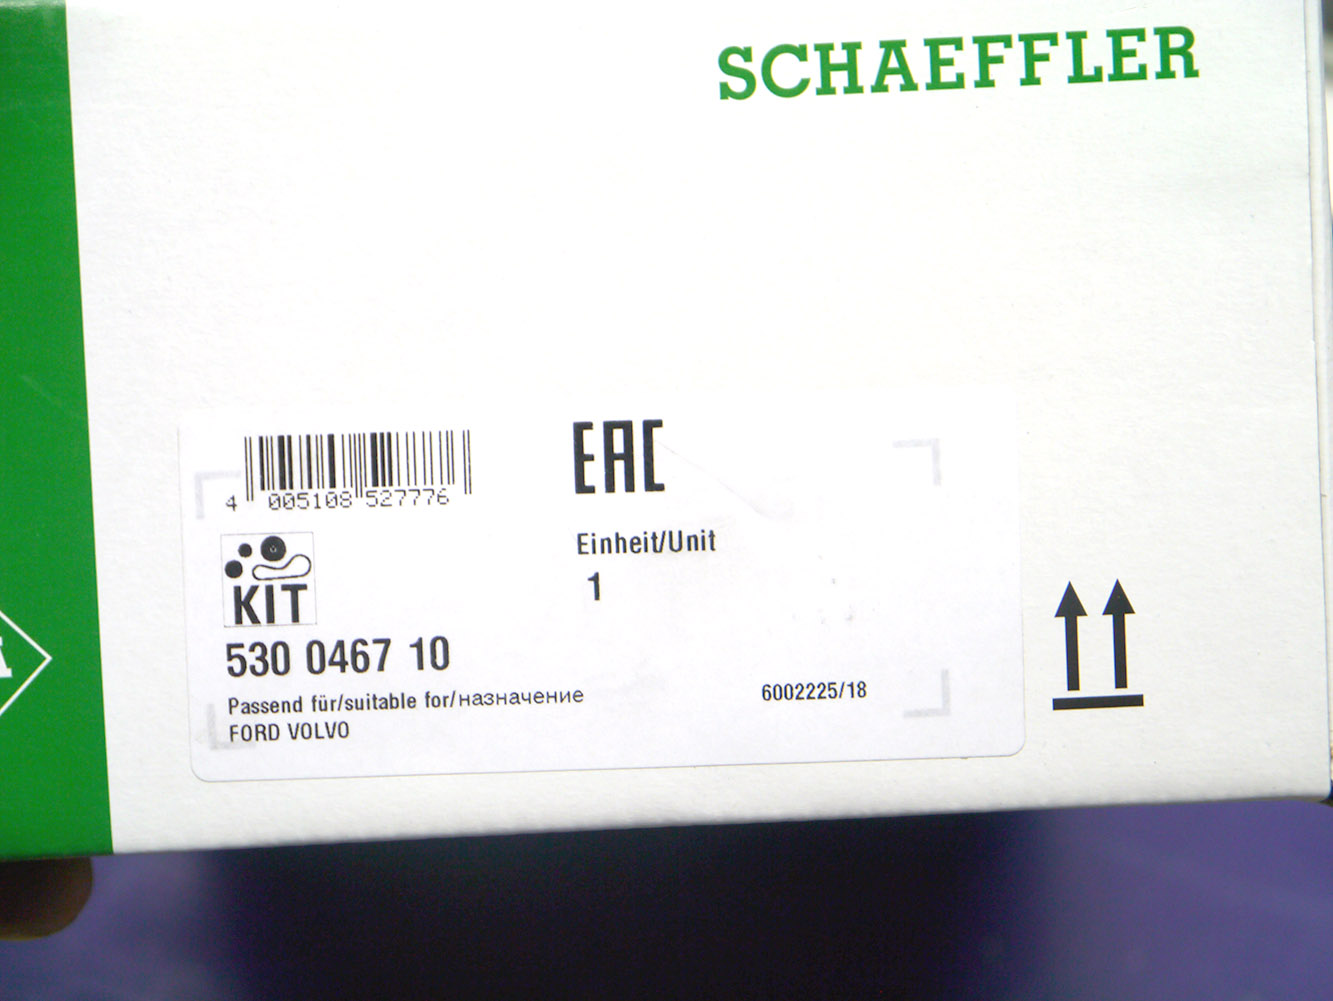 SCHAEFFLER
4 005108 527776
EAC
Einheit/Unit
1
KIT
530 0467 10
Passend für/suitable for/назначение
FORD VOLVO
6002225/18